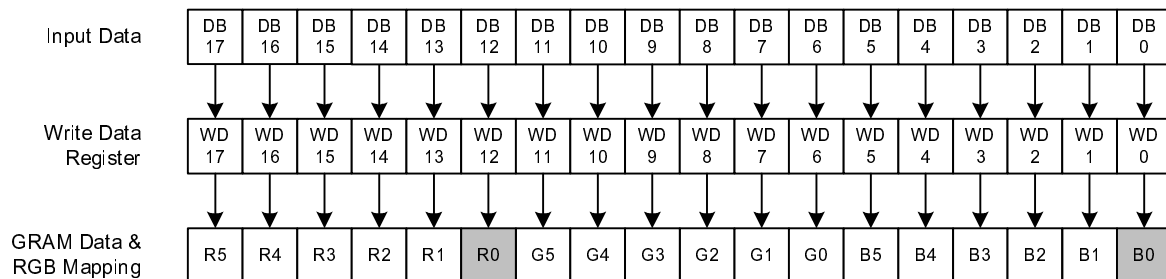 Input Data
DB DB DB DB DB DB DB DB DB DB DB DB DB DB DB DB DB DB
17 16 15 14 13 12 11 10 9 8 7 6 5 4 3 2 1 0
Write Data
Register
WD WD WD WD WD WD WD WD WD WD WD WD WD WD WD WD WD WD
17 16 15 14 13 12 11 10 9 8 7 6 5 4 3 2 1 0
GRAM Data &
RGB Mapping
R5 R4 R3 R2 R1 R0 G5 G4 G3 G2 G1 G0 B5 B4 B3 B2 B1 B0